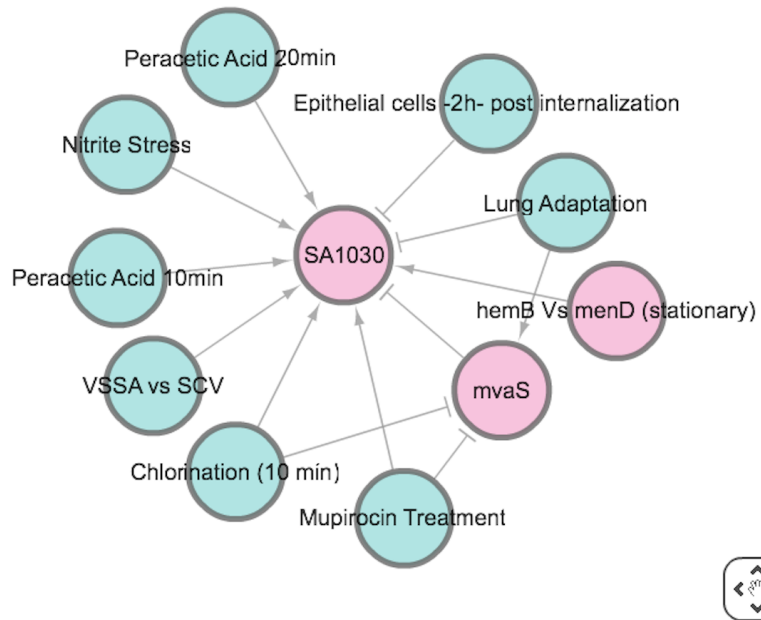 Peracetic Acid 20min
Epithelial cells -2h- post internalization
Nitrite Stress
Lung Adaptation
SA1030
Peracetic Acid 10min
hemB Vs menD (stationary)
VSSA vs SCV
mvaS
Chlorination (10 min)
Mupirocin Treatment